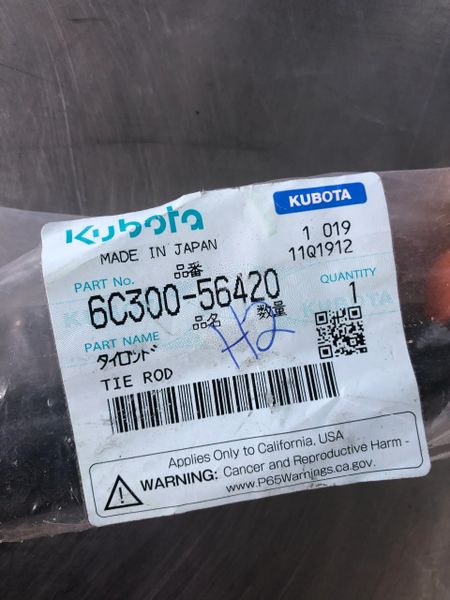 Kubota
KUBOTA
MADE IN JAPAN
1 019
11Q1912
PART No. 品番
QUANTITY
6C300-56420
1
品名 数量
PART NAME
H2
タイロッド
TIE ROD
Applies Only to California, USA
WARNING: Cancer and Reproductive Harm -
www.P65Warnings.ca.gov.